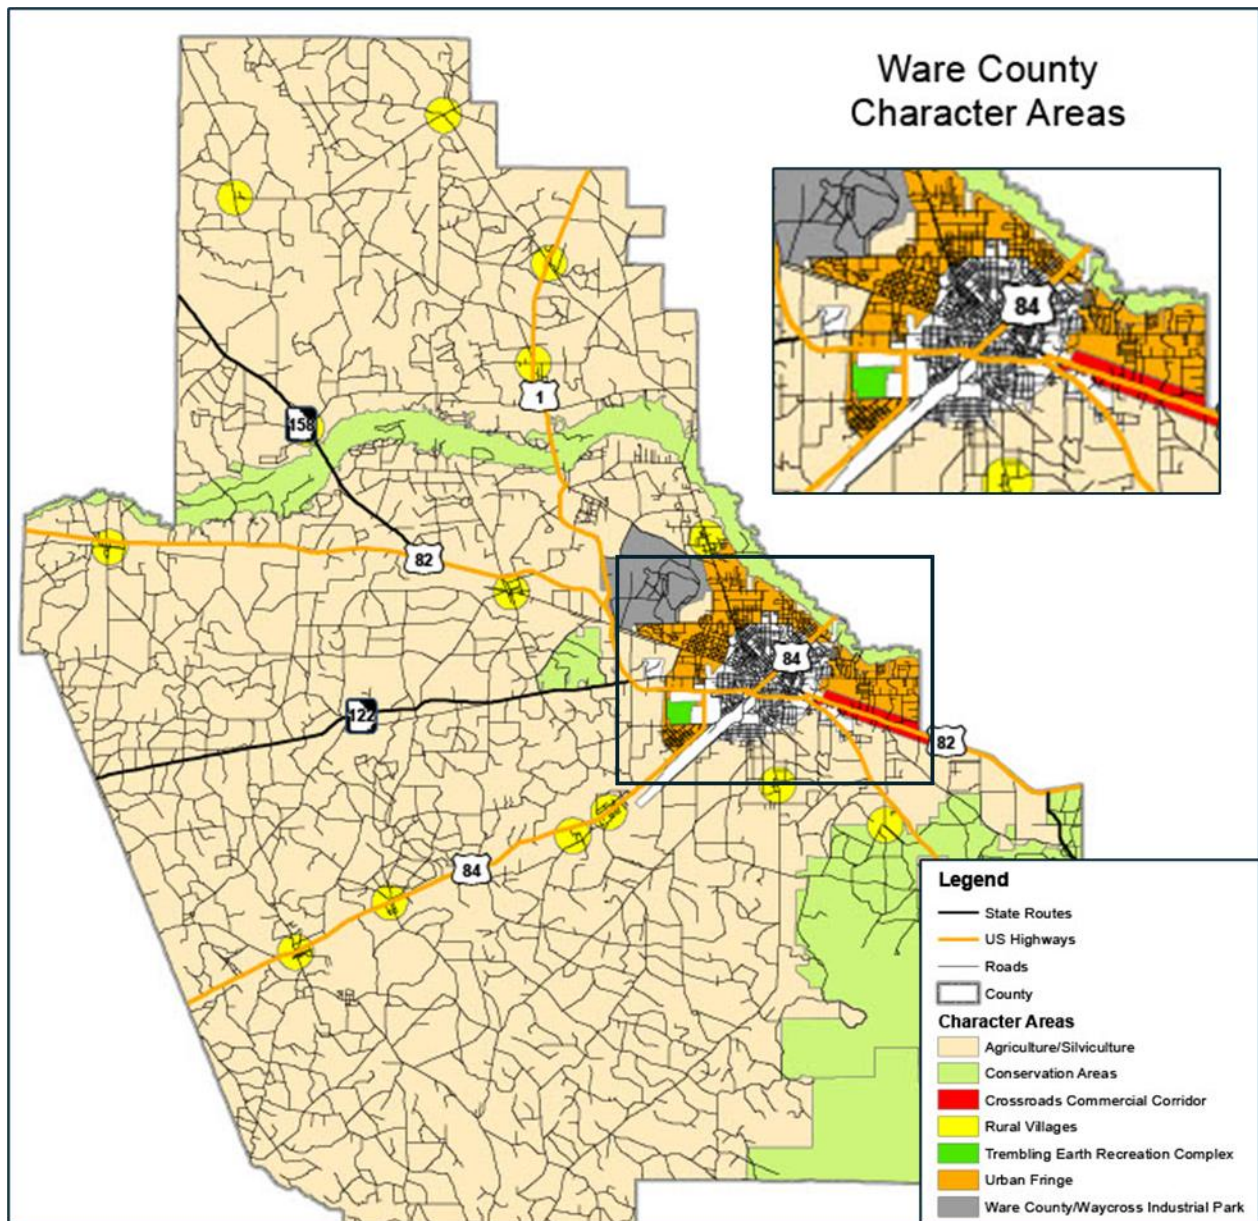 Ware County
Character Areas
84
1
158
82
84
122
82
84
Legend
State Routes
US Highways
Roads
County
Character Areas
Agriculture/Silviculture
Conservation Areas
Crossroads Commercial Corridor
Rural Villages
Trembling Earth Recreation Complex
Urban Fringe
Ware County/Waycross Industrial Park